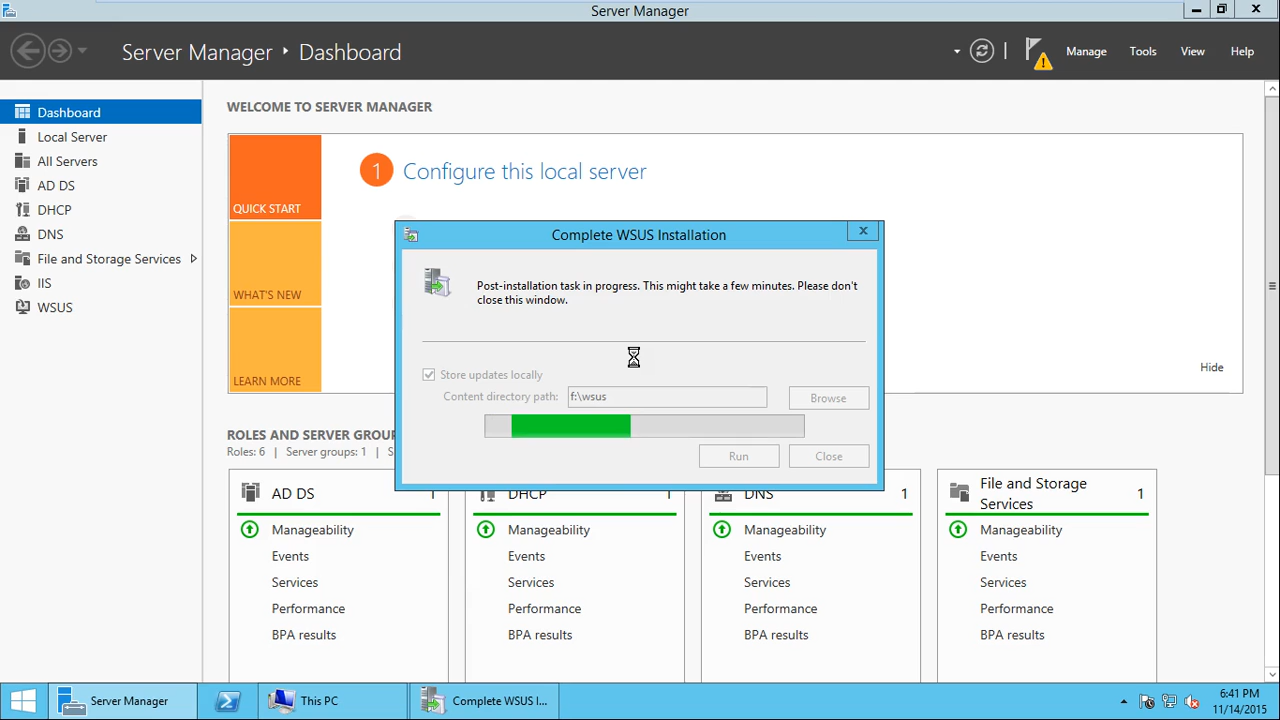 Server Manager
Server Manager Dashboard
Manage Tools View Help
Dashboard
Local Server
All Servers
AD DS
DHCP
DNS
File and Storage Services
IIS
WSUS
WELCOME TO SERVER MANAGER
QUICK START
WHAT'S NEW
LEARN MORE
1 Configure this local server
Hide
Complete WSUS Installation
Post-installation task in progress. This might take a few minutes. Please don't
close this window.
Store updates locally
Content directory path: f:\wsus Browse
Run Close
ROLES AND SERVER GROU
Roles: 6 | Server groups: 1 | S
AD DS 1
Manageability
Events
Services
Performance
BPA results
DHCP 1
Manageability
Events
Services
Performance
BPA results
DNS 1
Manageability
Events
Services
Performance
BPA results
File and Storage
Services 1
Manageability
Events
Services
Performance
BPA results
Server Manager
This PC
Complete WSUS I...
6:41 PM
11/14/2015